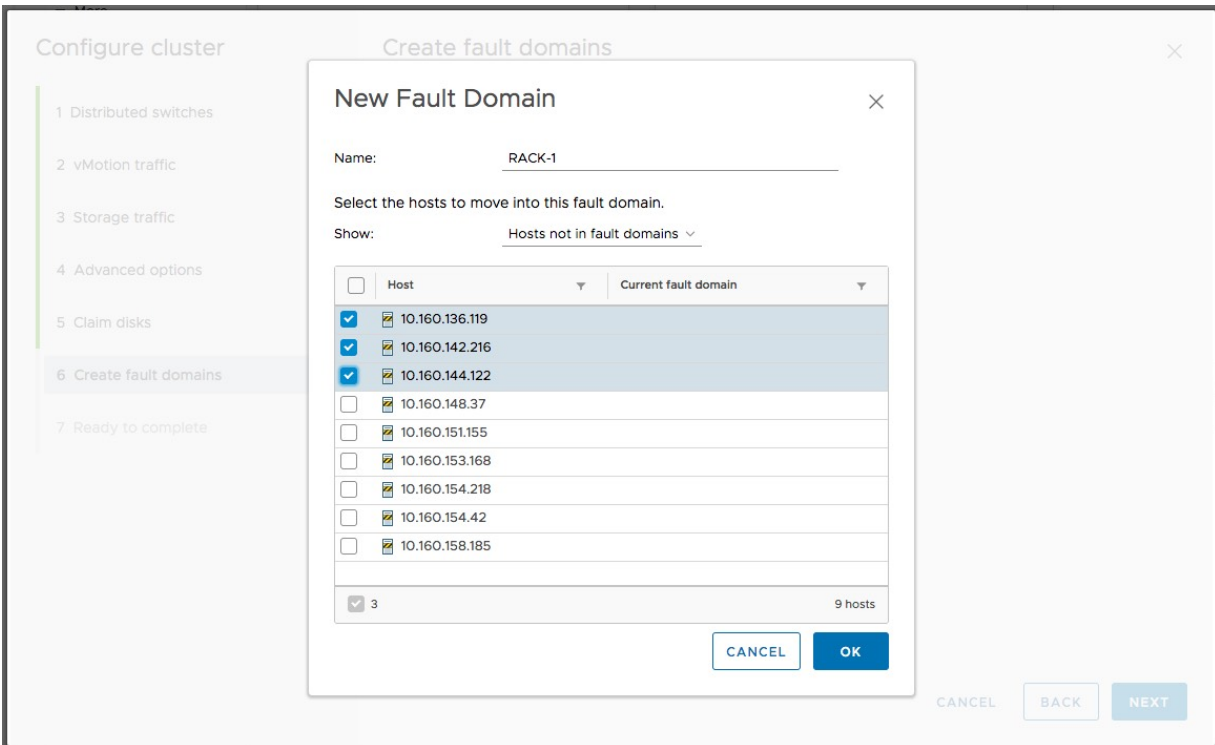 More
Configure cluster
Create fault domains
1 Distributed switches
2 vMotion traffic
3 Storage traffic
4 Advanced options
5 Claim disks
6 Create fault domains
7 Ready to complete
New Fault Domain
Name: RACK-1
Select the hosts to move into this fault domain.
Show: Hosts not in fault domains
Host Current fault domain
10.160.136.119
10.160.142.216
10.160.144.122
10.160.148.37
10.160.151.155
10.160.153.168
10.160.154.218
10.160.154.42
10.160.158.185
3 9 hosts
CANCEL OK
CANCEL BACK NEXT